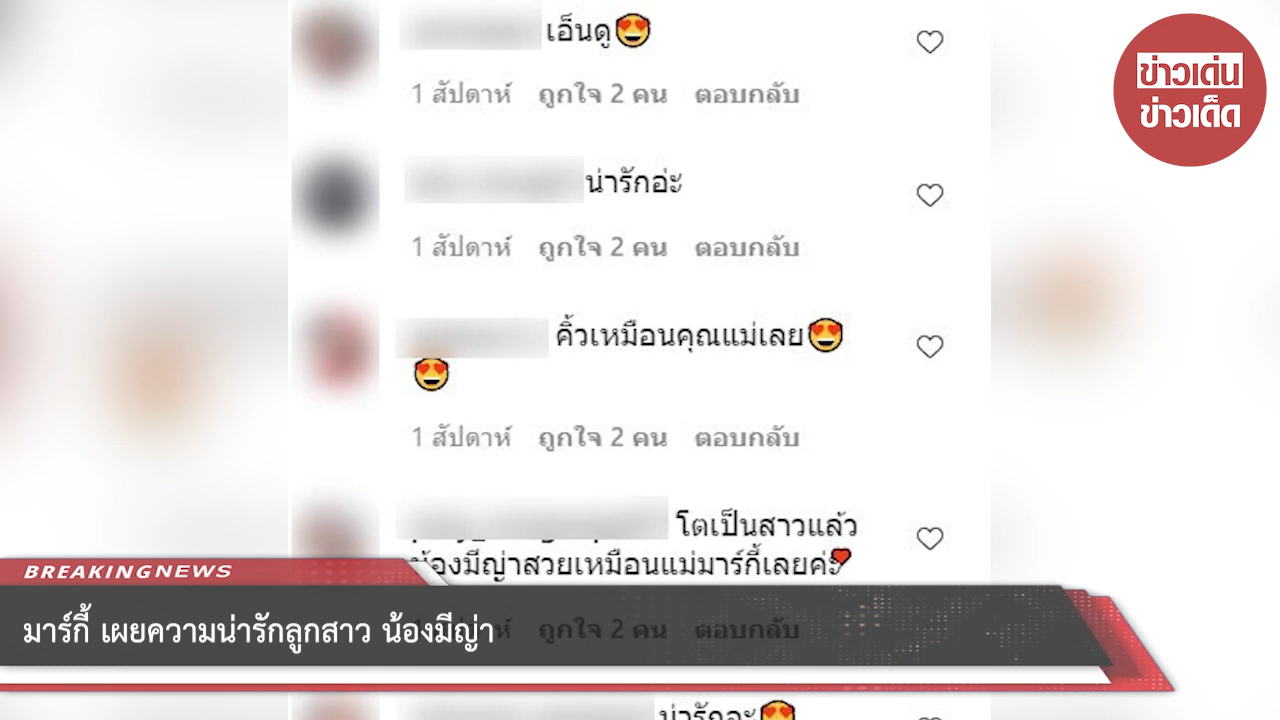 เอ็นดู😍
1 สัปดาห์ ถูกใจ 2 คน ตอบกลับ
ข่าวเด่น
ข่าวเด็ด
น่ารักอ่ะ
1 สัปดาห์ ถูกใจ 2 คน ตอบกลับ
คิ้วเหมือนคุณแม่เลย😍
😍
1 สัปดาห์ ถูกใจ 2 คน ตอบกลับ
โตเป็นสาวแล้ว
น้องมีญ่าสวยเหมือนแม่มาร์กี้เลยค่ะ❣
BREAKING NEWS
มาร์กี้ เผยความน่ารักลูกสาว น้องมีญ่า
ถูกใจ 2 คน ตอบกลับ
น่ารักอะ😍